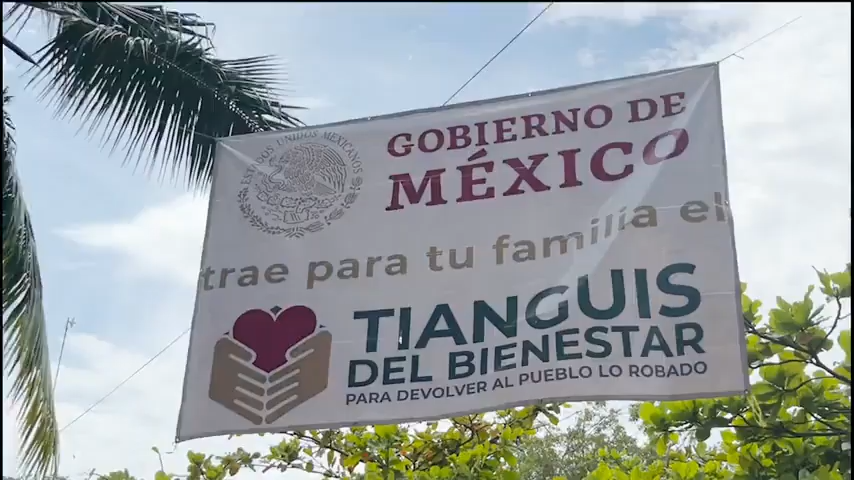 ESTADOS UNIDOS MEXICANOS
GOBIERNO DE
MÉXICO
trae para tu familia el
TIANGUIS
DEL BIENESTAR
PARA DEVOLVER AL PUEBLO LO ROBADO